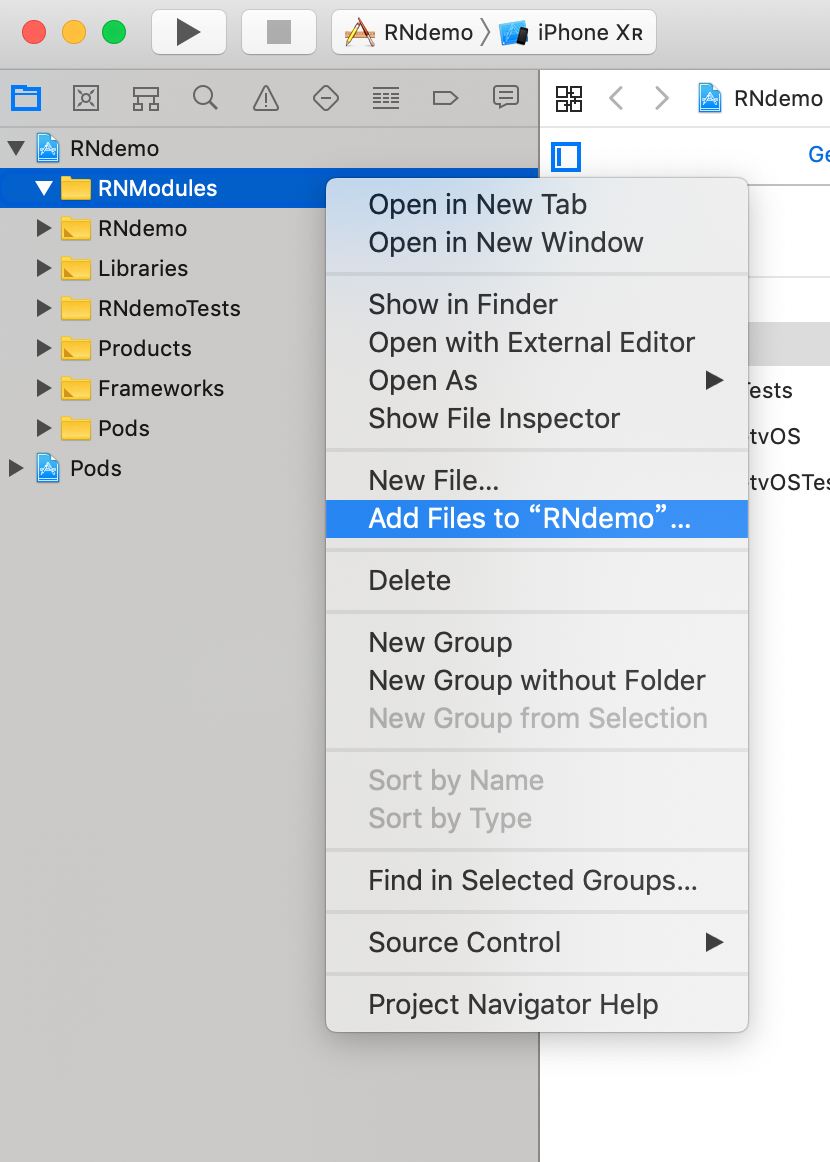 RNdemo
iPhone XR
RNdemo
Ge
RNdemo
RNModules
RNdemo
Libraries
RNdemoTests
Products
Frameworks
Pods
Pods
Open in New Tab
Open in New Window
Show in Finder
Open with External Editor
Open As
Show File Inspector
New File...
Add Files to “RNdemo”...
Delete
New Group
New Group without Folder
New Group from Selection
Sort by Name
Sort by Type
Find in Selected Groups...
Source Control
Project Navigator Help
Tests
tvOS
tvOSTes